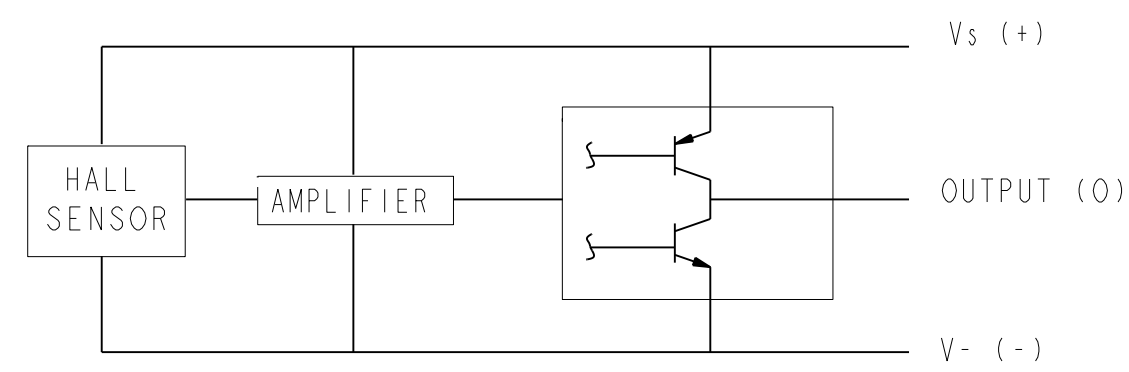 Vs (+)
HALL
SENSOR
AMPLIFIER
OUTPUT (O)
V- (-)